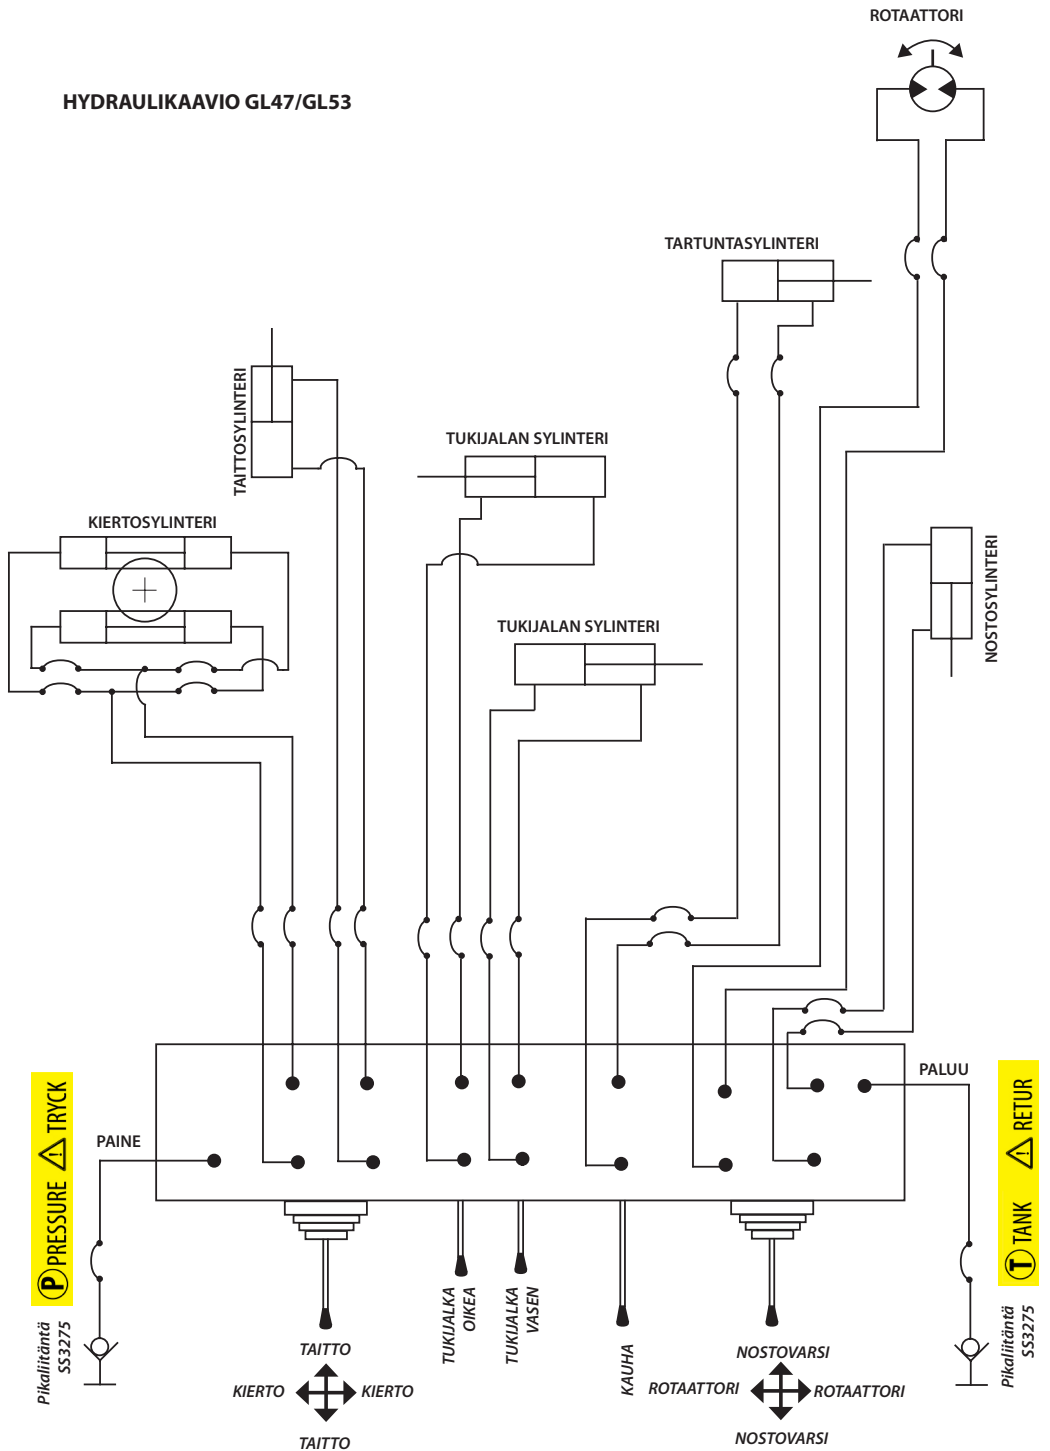 ROTAATTORI
HYDRAULIKAAVIO GL47/GL53
TARTUNTASYLINTERI
TAITTOSYLINTERI
TUKIJALAN SYLINTERI
KIERTOSYLINTERI
NOSTOSYLINTERI
TUKIJALAN SYLINTERI
PALUU
PAINE
P PRESSURE ⚠ TRYCK
T TANK ⚠ RETUR
Pikaliitäntä
SS3275
TUKIJALKA
OIKEA
TUKIJALKA
VASEN
KAUHA
Pikaliitäntä
SS3275
TAITTO
KIERTO KIERTO
TAITTO
NOSTOVARSI
ROTAATTORI ROTAATTORI
NOSTOVARSI